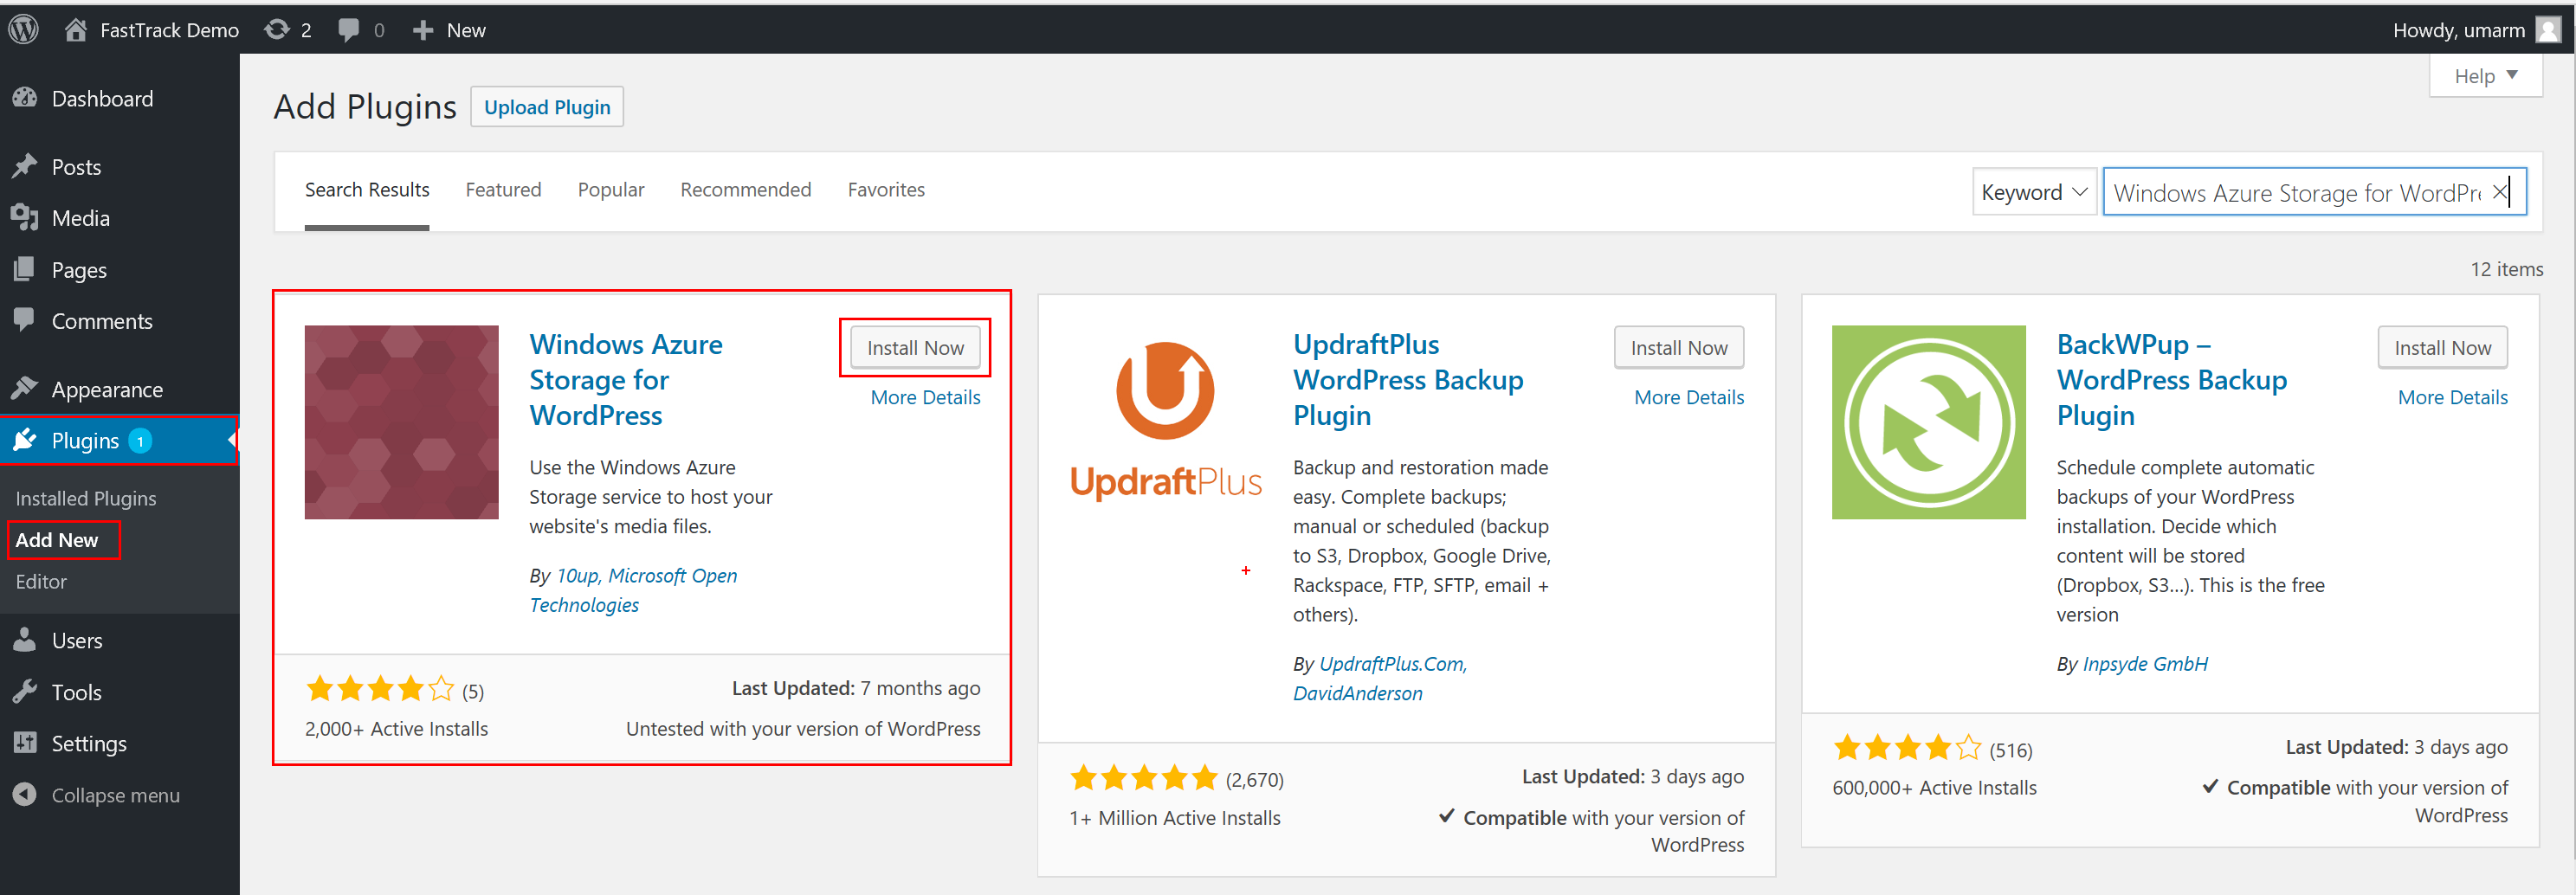 FastTrack Demo 2 0 New Howdy, umarm
Help
Dashboard
Posts
Media
Pages
Comments
Appearance
Plugins 1
Installed Plugins
Add New
Editor
Users
Tools
Settings
Collapse menu
Add Plugins Upload Plugin
Search Results Featured Popular Recommended Favorites
Keyword Windows Azure Storage for WordPre
12 items
Windows Azure
Storage for
WordPress
Install Now
More Details
Use the Windows Azure
Storage service to host your
website's media files.
By 10up, Microsoft Open
Technologies
(5)
Last Updated: 7 months ago
2,000+ Active Installs
Untested with your version of WordPress
UpdraftPlus
UpdraftPlus
WordPress Backup
Plugin
Install Now
More Details
Backup and restoration made
easy. Complete backups;
manual or scheduled (backup
to S3, Dropbox, Google Drive,
Rackspace, FTP, SFTP, email +
others).
By UpdraftPlus.Com,
DavidAnderson
(2,670)
Last Updated: 3 days ago
1+ Million Active Installs
Compatible with your version of
WordPress
BackWPup –
WordPress Backup
Plugin
Install Now
More Details
Schedule complete automatic
backups of your WordPress
installation. Decide which
content will be stored
(Dropbox, S3...). This is the free
version
By Inpsyde GmbH
(516)
Last Updated: 3 days ago
600,000+ Active Installs
Compatible with your version of
WordPress